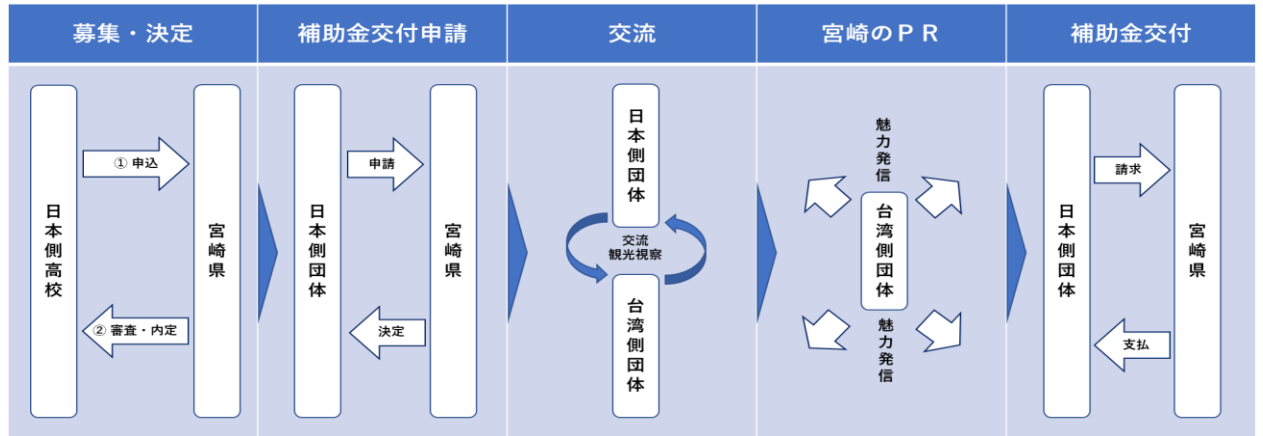 募集・決定
補助金交付申請
交流
宮崎のＰＲ
補助金交付
日本側高校
① 申込
② 審査・内定
宮崎県
日本側団体
申請
決定
宮崎県
日本側団体
交流
観光視察
台湾側団体
魅力発信
台湾側団体
魅力発信
日本側団体
請求
支払
宮崎県